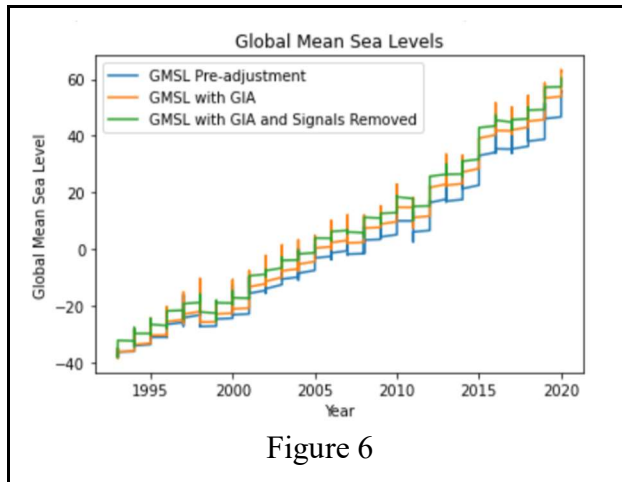 Global Mean Sea Levels
GMSL Pre-adjustment
GMSL with GIA
GMSL with GIA and Signals Removed
Global Mean Sea Level
60
40
20
0
−20
−40
1995
2000
2005
2010
2015
2020
Year
Figure 6